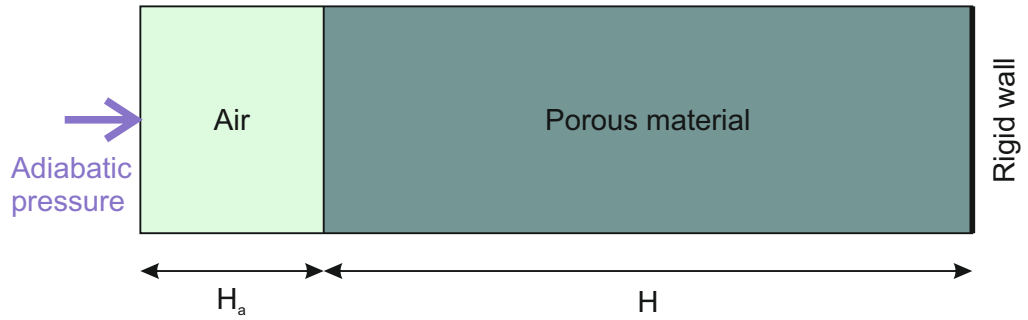 Air
Porous material
Rigid wall
Adiabatic
pressure
Hₐ
H